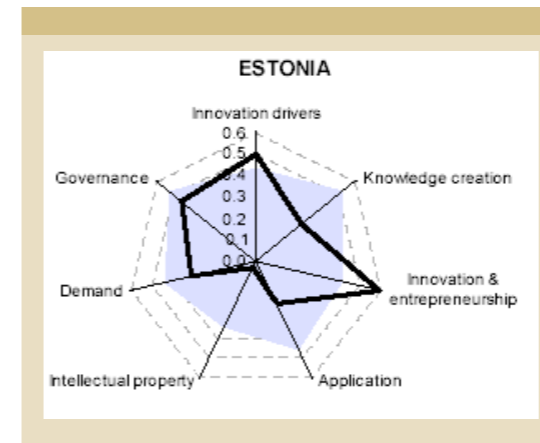 ESTONIA
Innovation drivers
0.6
0.5
Governance
Knowledge creation
0.4
0.3
0.2
0.1
0.0
Innovation &
entrepreneurship
Demand
Intellectual property
Application